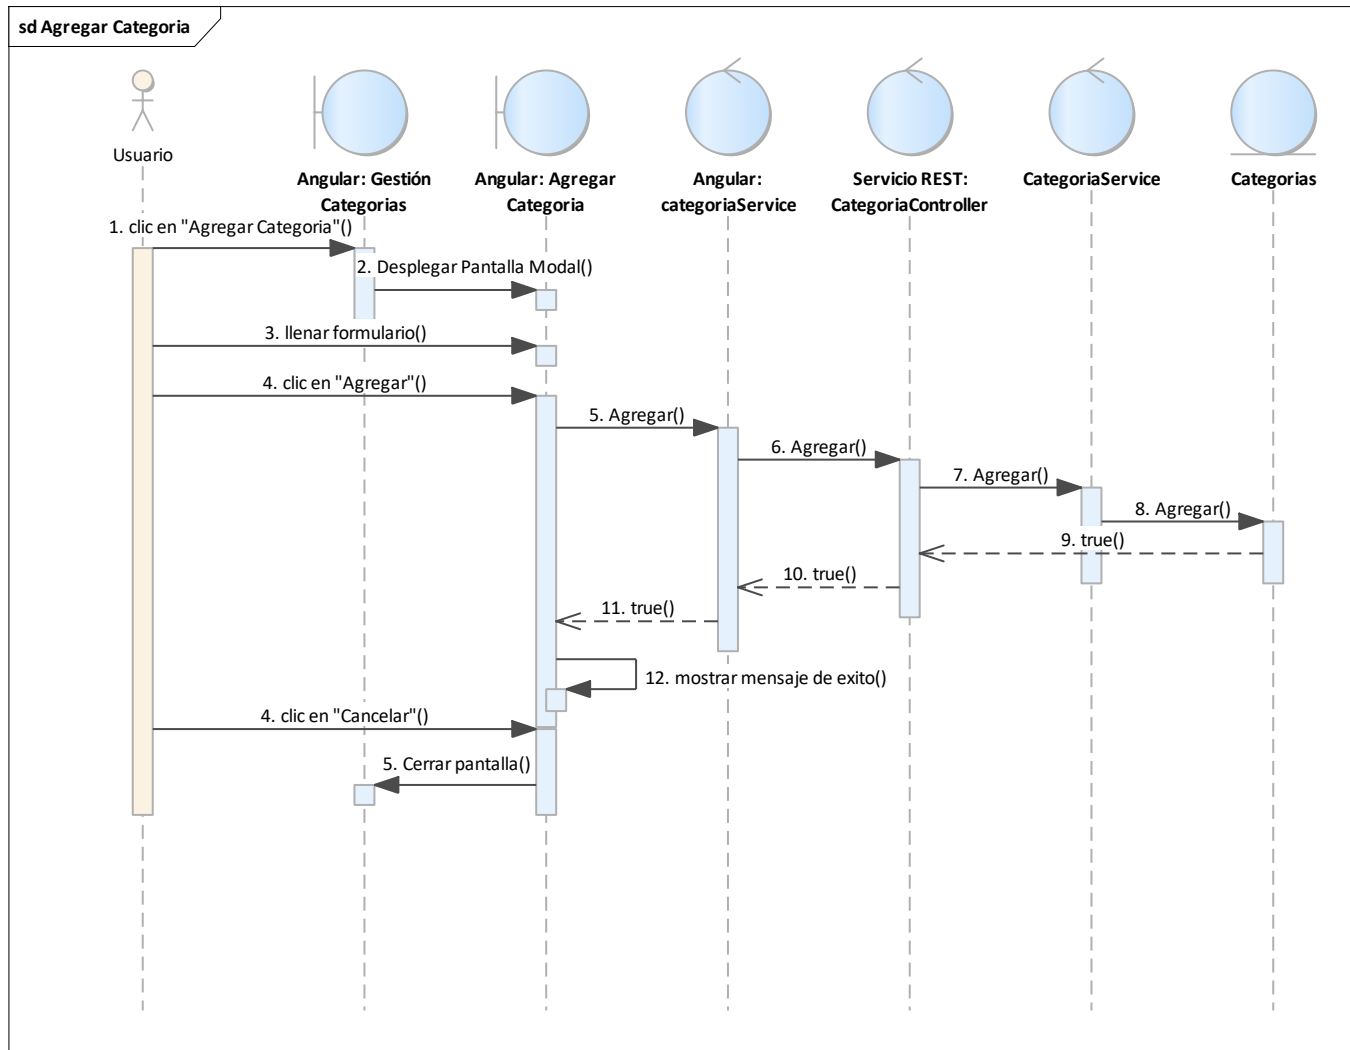 sd Agregar Categoria
Usuario
Angular: Gestión
Categorias
Angular: Agregar
Categoria
Angular:
categoriaService
Servicio REST:
CategoriaController
CategoriaService
Categorias
1. clic en "Agregar Categoria"()
2. Desplegar Pantalla Modal()
3. llenar formulario()
4. clic en "Agregar"()
5. Agregar()
6. Agregar()
7. Agregar()
8. Agregar()
9. true()
10. true()
11. true()
12. mostrar mensaje de exito()
4. clic en "Cancelar"()
5. Cerrar pantalla()